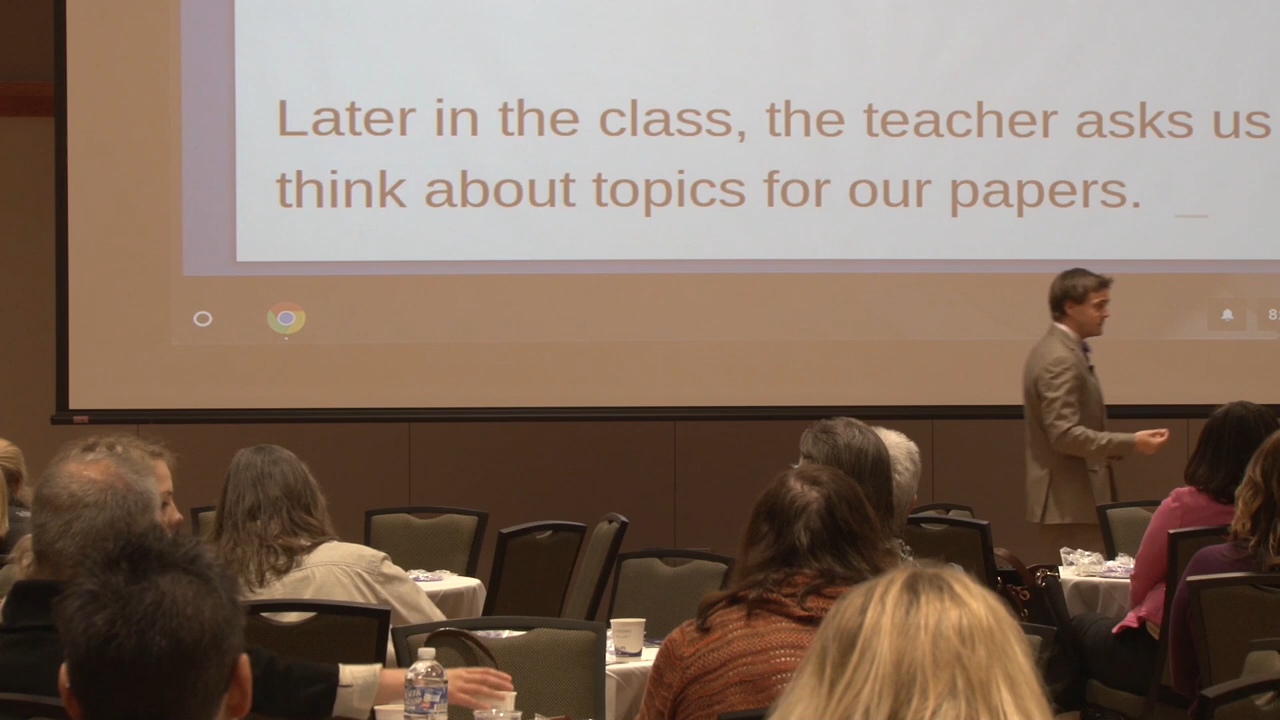 Later in the class, the teacher asks us
think about topics for our papers.